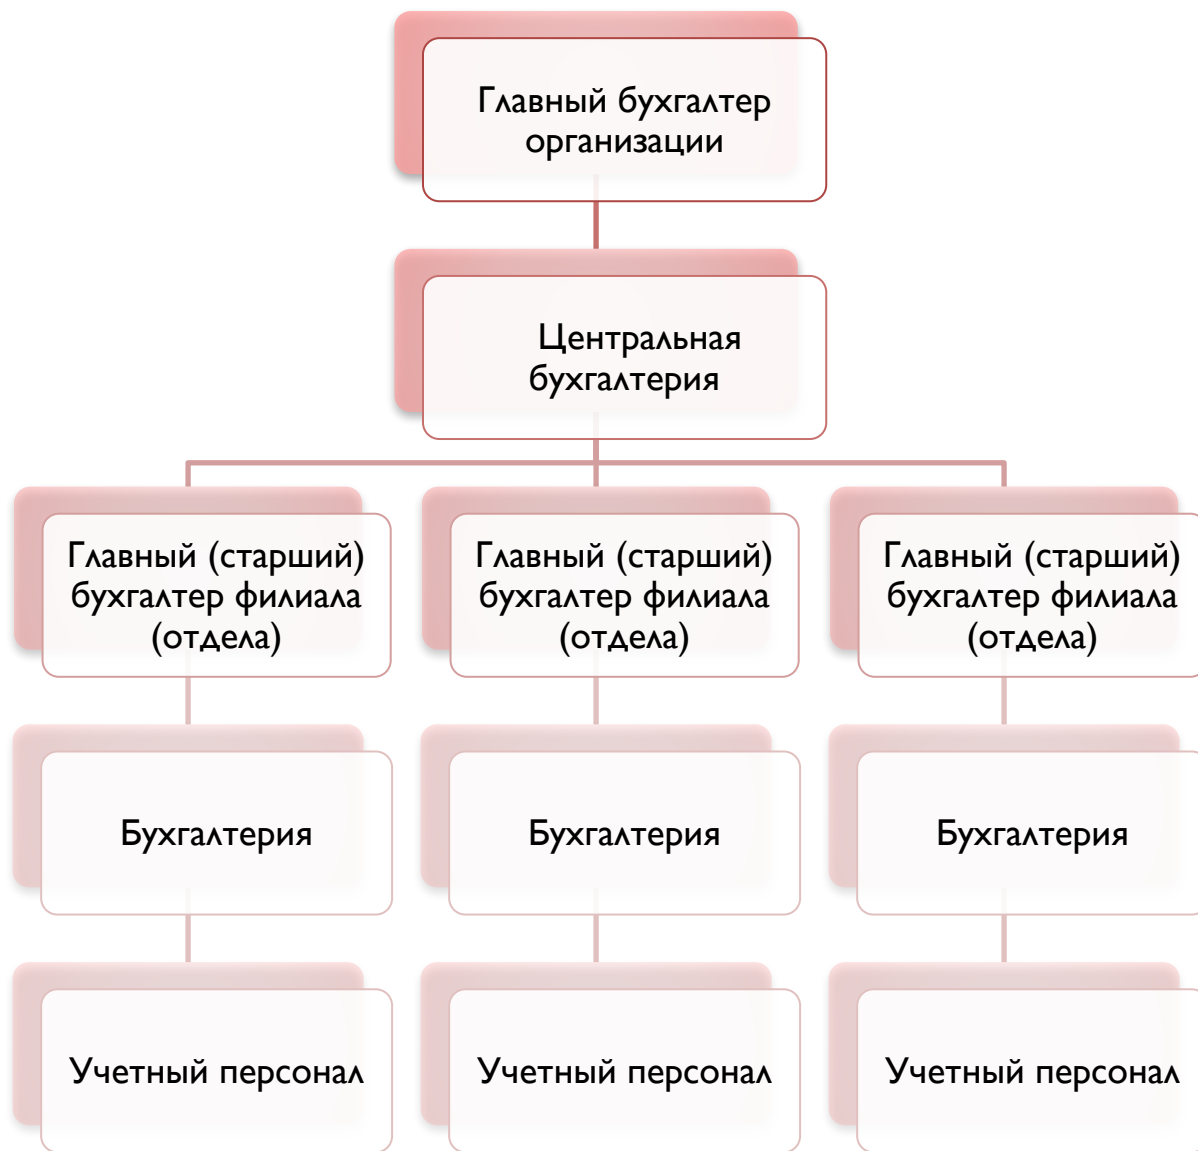 Главный бухгалтер
организации
Центральная
бухгалтерия
Главный (старший)
бухгалтер филиала
(отдела)
Главный (старший)
бухгалтер филиала
(отдела)
Главный (старший)
бухгалтер филиала
(отдела)
Бухгалтерия
Бухгалтерия
Бухгалтерия
Учетный персонал
Учетный персонал
Учетный персонал